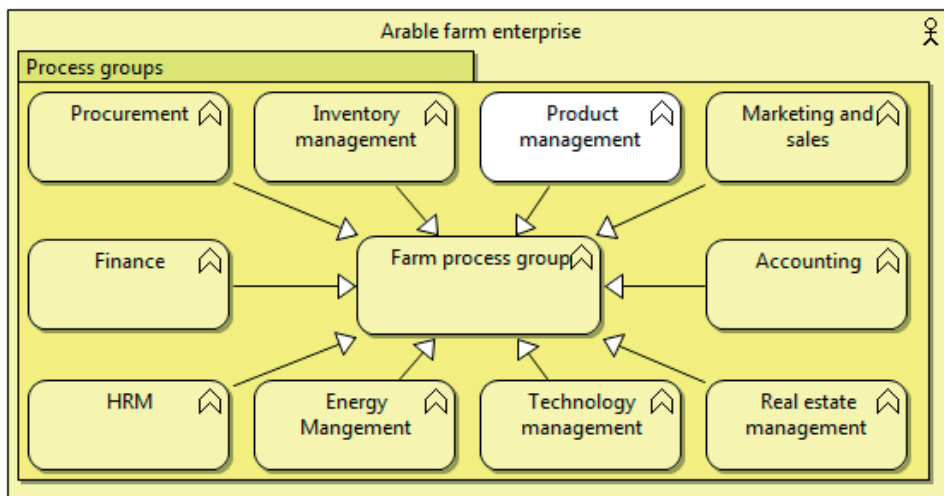 Arable farm enterprise
Process groups
Procurement
Inventory
management
Product
management
Marketing and
sales
Finance
Farm process group
Accounting
HRM
Energy
Mangement
Technology
management
Real estate
management